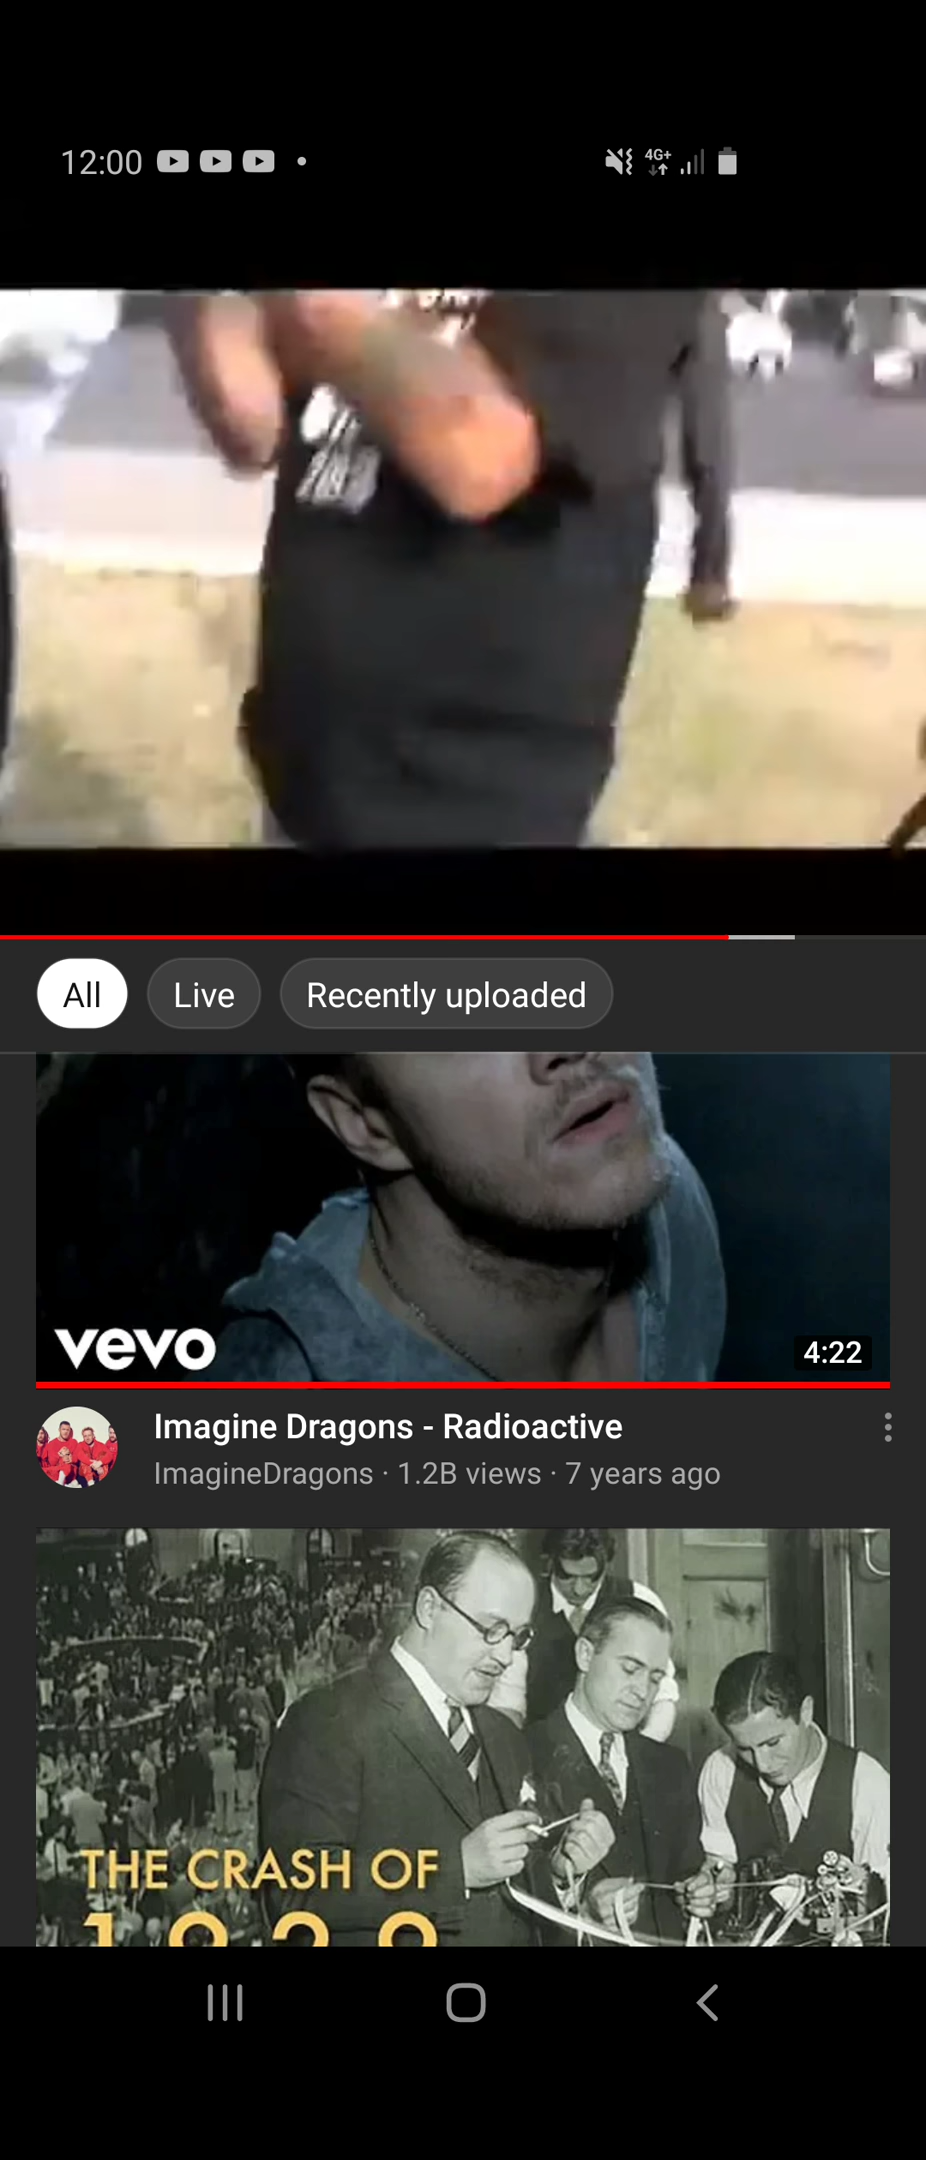 12:00
4G+
All Live Recently uploaded
vevo
4:22
Imagine Dragons - Radioactive
ImagineDragons · 1.2B views · 7 years ago
THE CRASH OF
1929